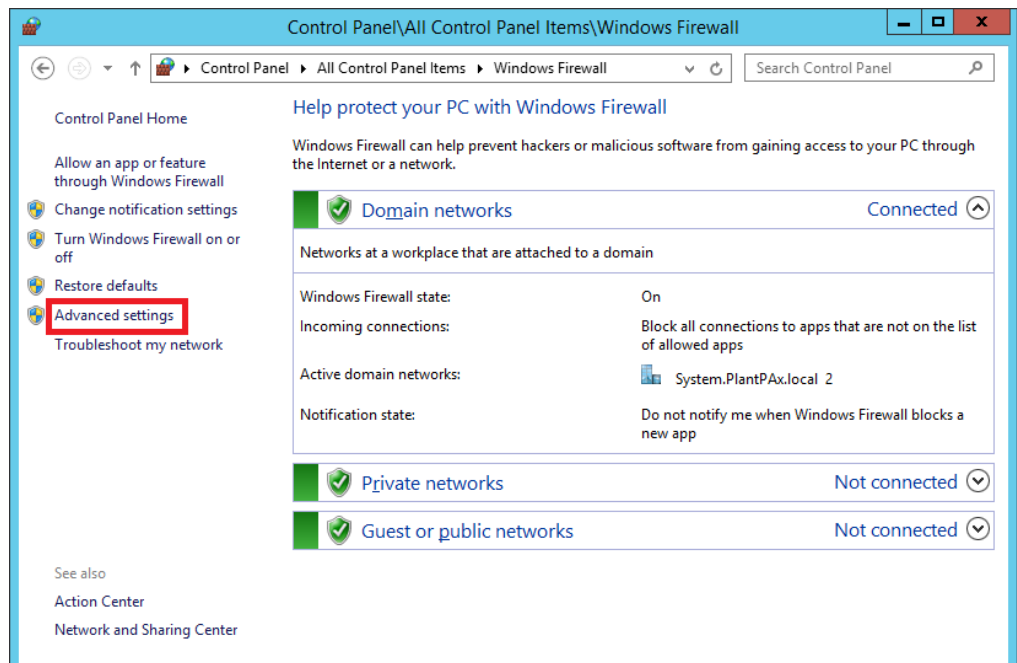 Control Panel\All Control Panel Items\Windows Firewall
Control Panel
All Control Panel Items
Windows Firewall
Search Control Panel
Control Panel Home
Allow an app or feature
through Windows Firewall
Change notification settings
Turn Windows Firewall on or
off
Restore defaults
Advanced settings
Troubleshoot my network
See also
Action Center
Network and Sharing Center
Help protect your PC with Windows Firewall
Windows Firewall can help prevent hackers or malicious software from gaining access to your PC through
the Internet or a network.
Domain networks Connected
Networks at a workplace that are attached to a domain
Windows Firewall state: On
Incoming connections: Block all connections to apps that are not on the list
of allowed apps
Active domain networks: System.PlantPAx.local 2
Notification state: Do not notify me when Windows Firewall blocks a
new app
Private networks Not connected
Guest or public networks Not connected